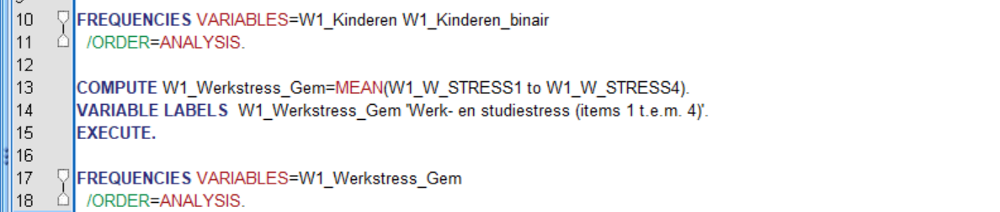 10 FREQUENCIES VARIABLES=W1_Kinderen W1_Kinderen_binair
11 /ORDER=ANALYSIS.
12
13 COMPUTE W1_Werkstress_Gem=MEAN(W1_W_STRESS1 to W1_W_STRESS4).
14 VARIABLE LABELS W1_Werkstress_Gem 'Werk- en studiestress (items 1 t.e.m. 4)'.
15 EXECUTE.
16
17 FREQUENCIES VARIABLES=W1_Werkstress_Gem
18 /ORDER=ANALYSIS.